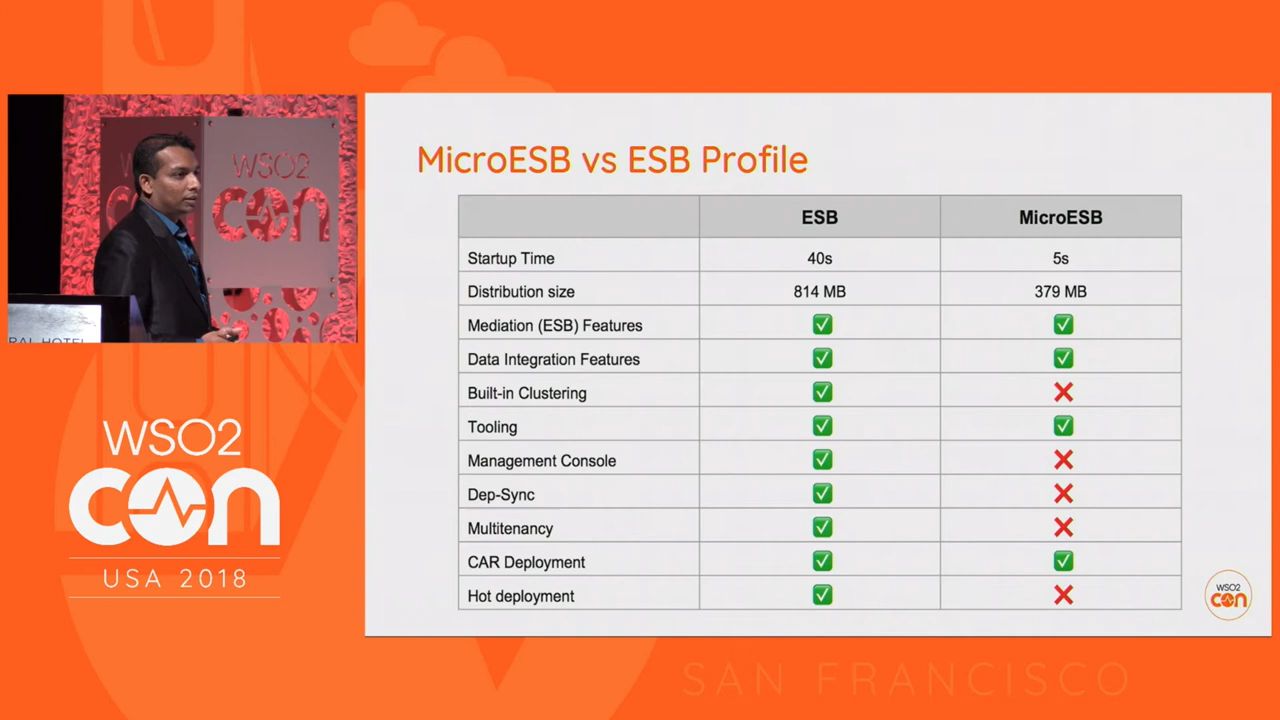 WSO2
con
RAL HOTEL
WSO2
con
USA 2018
MicroESB vs ESB Profile
ESB MicroESB
Startup Time 40s 5s
Distribution size 814 MB 379 MB
Mediation (ESB) Features ✅ ✅
Data Integration Features ✅ ✅
Built-in Clustering ✅ ❌
Tooling ✅ ✅
Management Console ✅ ❌
Dep-Sync ✅ ❌
Multitenancy ✅ ❌
CAR Deployment ✅ ✅
Hot deployment ✅ ❌
WSO2
con
SAN FRANCISCO